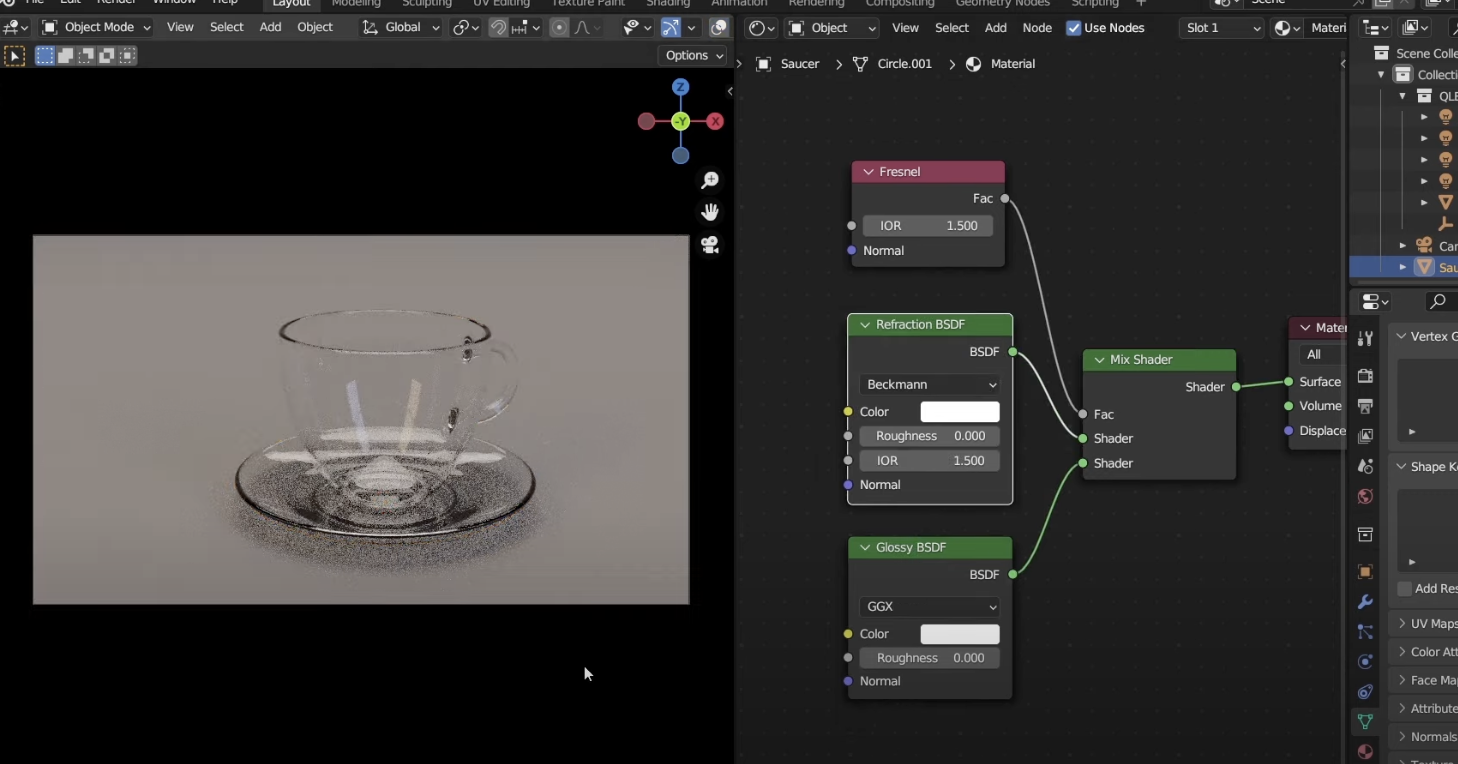 File Edit Render Window Help Layout Modeling Sculpting UV Editing Texture Paint Shading Animation Rendering Compositing Geometry Nodes Scripting + Scene
Object Mode View Select Add Object Global
Object View Select Add Node Use Nodes Slot 1 Materi
Options
Saucer > Circle.001 > Material
Scene Colle
Collecti
QLE
Car
Sau
Z
-Y
X
Fresnel
Fac
IOR 1.500
Normal
Refraction BSDF
BSDF
Beckmann
Color
Roughness 0.000
IOR 1.500
Normal
Glossy BSDF
BSDF
GGX
Color
Roughness 0.000
Normal
Mix Shader
Shader
Fac
Shader
Shader
Mater
All
Surface
Volume
Displace
Vertex G
Shape Ke
Add Res
UV Maps
Color Att
Face Map
Attribute
Normals